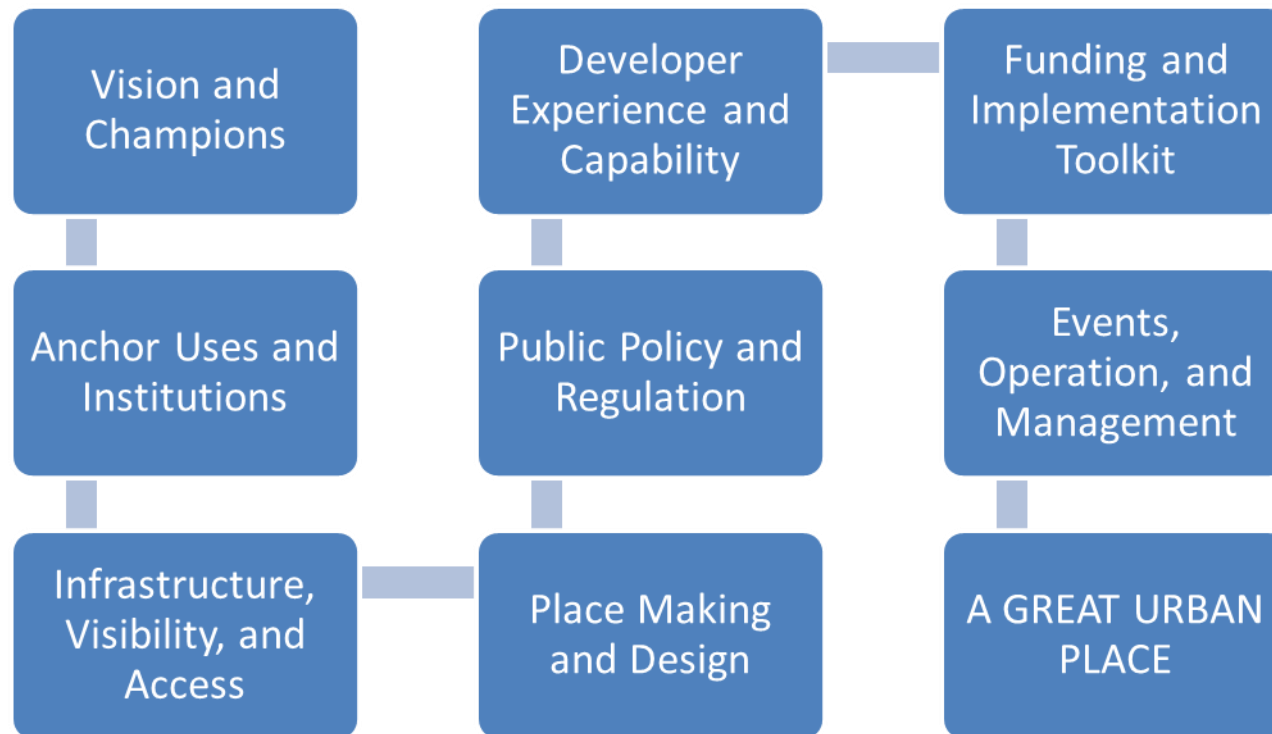 Vision and
Champions
Anchor Uses and
Institutions
Infrastructure,
Visibility, and
Access
Place Making
and Design
Public Policy and
Regulation
Developer
Experience and
Capability
Funding and
Implementation
Toolkit
Events,
Operation, and
Management
A GREAT URBAN
PLACE